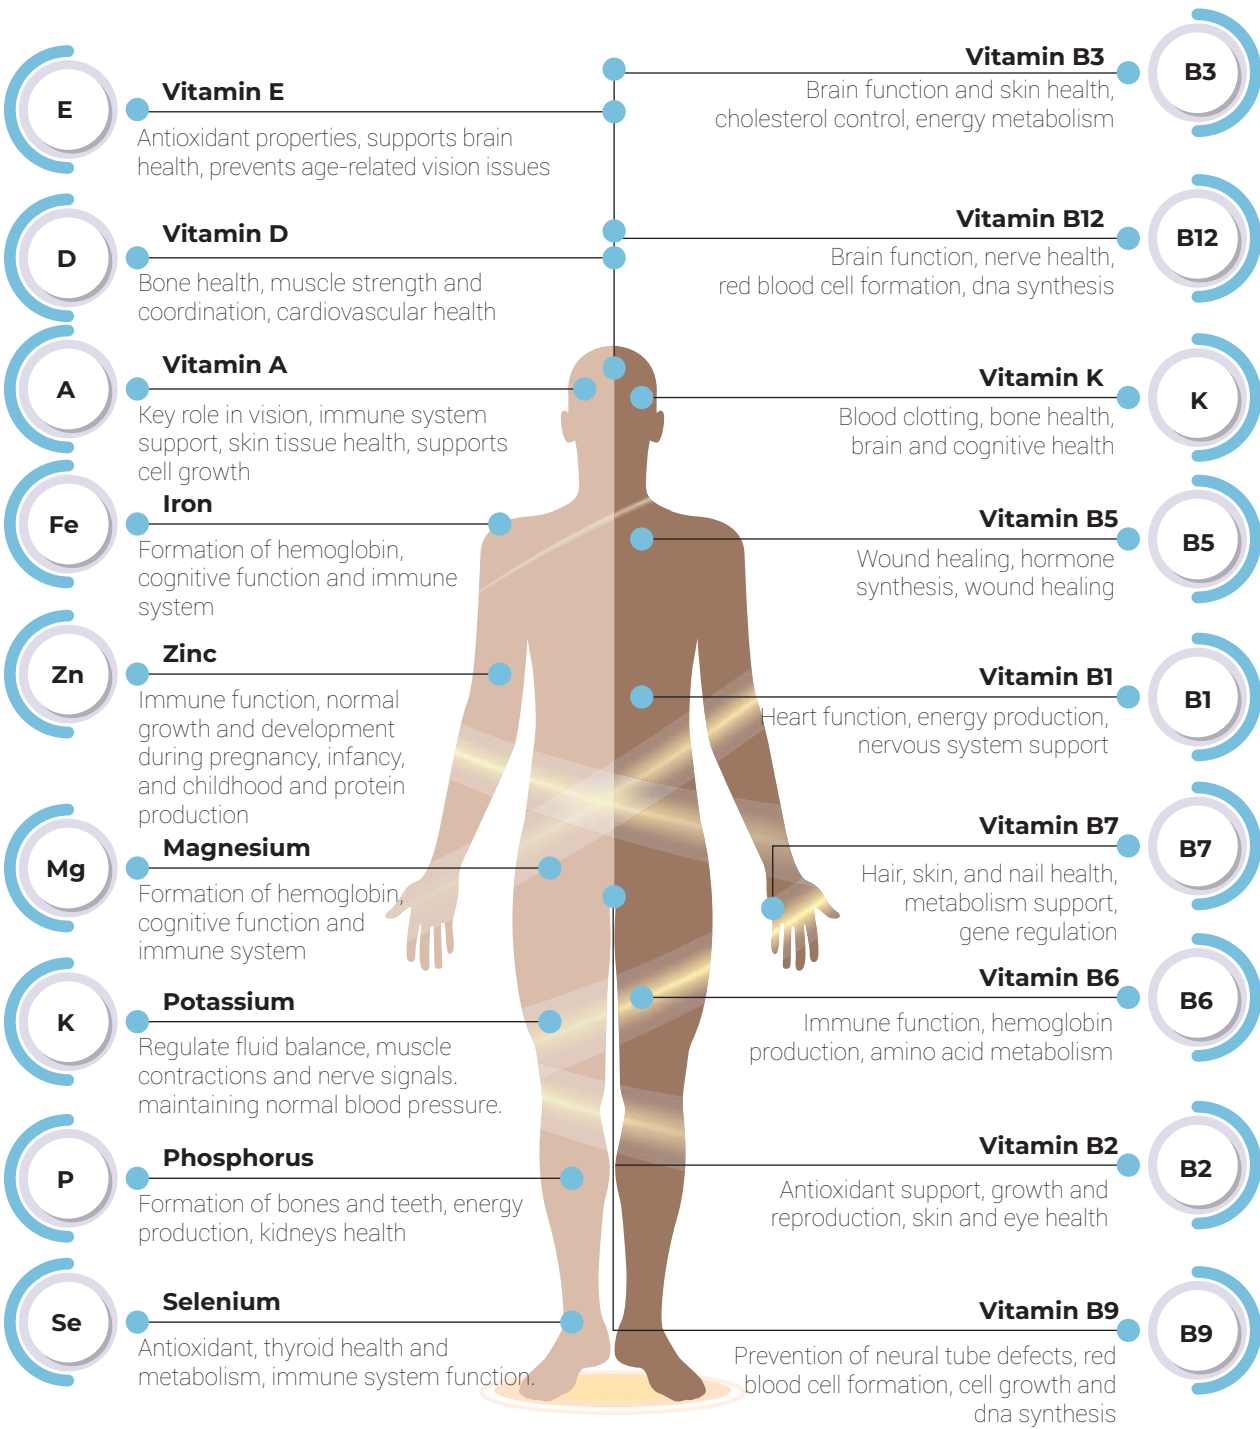 E
Vitamin E
Antioxidant properties, supports brain
health, prevents age-related vision issues
D
Vitamin D
Bone health, muscle strength and
coordination, cardiovascular health
A
Vitamin A
Key role in vision, immune system
support, skin tissue health, supports
cell growth
Fe
Iron
Formation of hemoglobin,
cognitive function and immune
system
Zn
Zinc
Immune function, normal
growth and development
during pregnancy, infancy,
and childhood and protein
production
Mg
Magnesium
Formation of hemoglobin,
cognitive function and
immune system
K
Potassium
Regulate fluid balance, muscle
contractions and nerve signals.
maintaining normal blood pressure.
P
Phosphorus
Formation of bones and teeth, energy
production, kidneys health
Se
Selenium
Antioxidant, thyroid health and
metabolism, immune system function.
Vitamin B3
B3
Brain function and skin health,
cholesterol control, energy metabolism
Vitamin B12
B12
Brain function, nerve health,
red blood cell formation, dna synthesis
Vitamin K
K
Blood clotting, bone health,
brain and cognitive health
Vitamin B5
B5
Wound healing, hormone
synthesis, wound healing
Vitamin B1
B1
Heart function, energy production,
nervous system support
Vitamin B7
B7
Hair, skin, and nail health,
metabolism support,
gene regulation
Vitamin B6
B6
Immune function, hemoglobin
production, amino acid metabolism
Vitamin B2
B2
Antioxidant support, growth and
reproduction, skin and eye health
Vitamin B9
B9
Prevention of neural tube defects, red
blood cell formation, cell growth and
dna synthesis